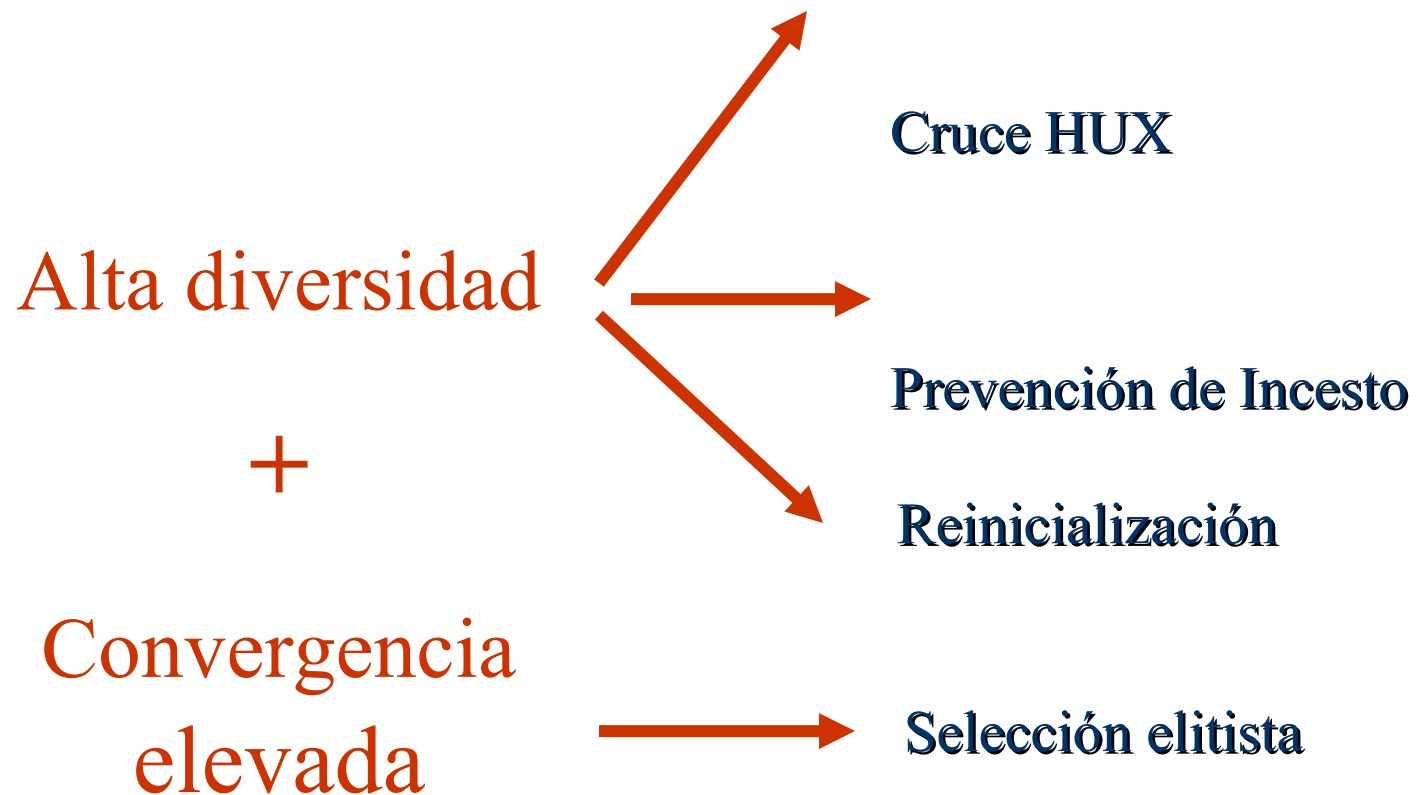 Cruce HUX
Alta diversidad
Prevención de Incesto
+
Reinicialización
Convergencia
elevada
Selección elitista